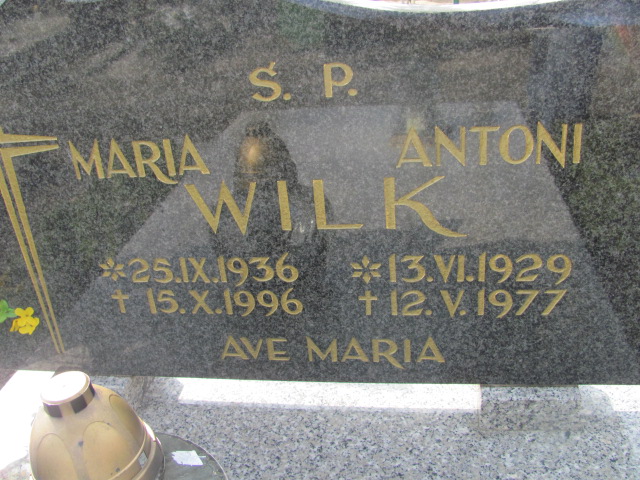 Ś. P.
MARIA ANTONI
WILK
*25.IX.1936 *13.VI.1929
†15.X.1996 †12.V.1977
AVE MARIA